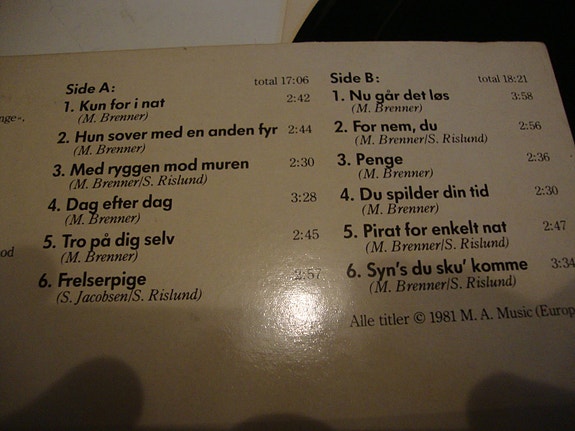 Side A: total 17:06
1. Kun for i nat 2:42
(M. Brenner)
2. Hun sover med en anden fyr 2:44
(M. Brenner)
3. Med ryggen mod muren 2:30
(M. Brenner/S. Rislund)
4. Dag efter dag 3:28
(M. Brenner)
5. Tro på dig selv 2:45
(M. Brenner)
6. Frelserpige 2:57
(S. Jacobsen/S. Rislund)
Side B: total 18:21
1. Nu går det løs 3:58
(M. Brenner)
2. For nem, du 2:56
(M. Brenner/S. Rislund)
3. Penge 2:36
(M. Brenner)
4. Du spilder din tid 2:30
(M. Brenner)
5. Pirat for enkelt nat 2:47
(M. Brenner/S. Rislund)
6. Syn's du sku' komme 3:34
(M. Brenner/S. Rislund)
Alle titler © 1981 M. A. Music (Europ